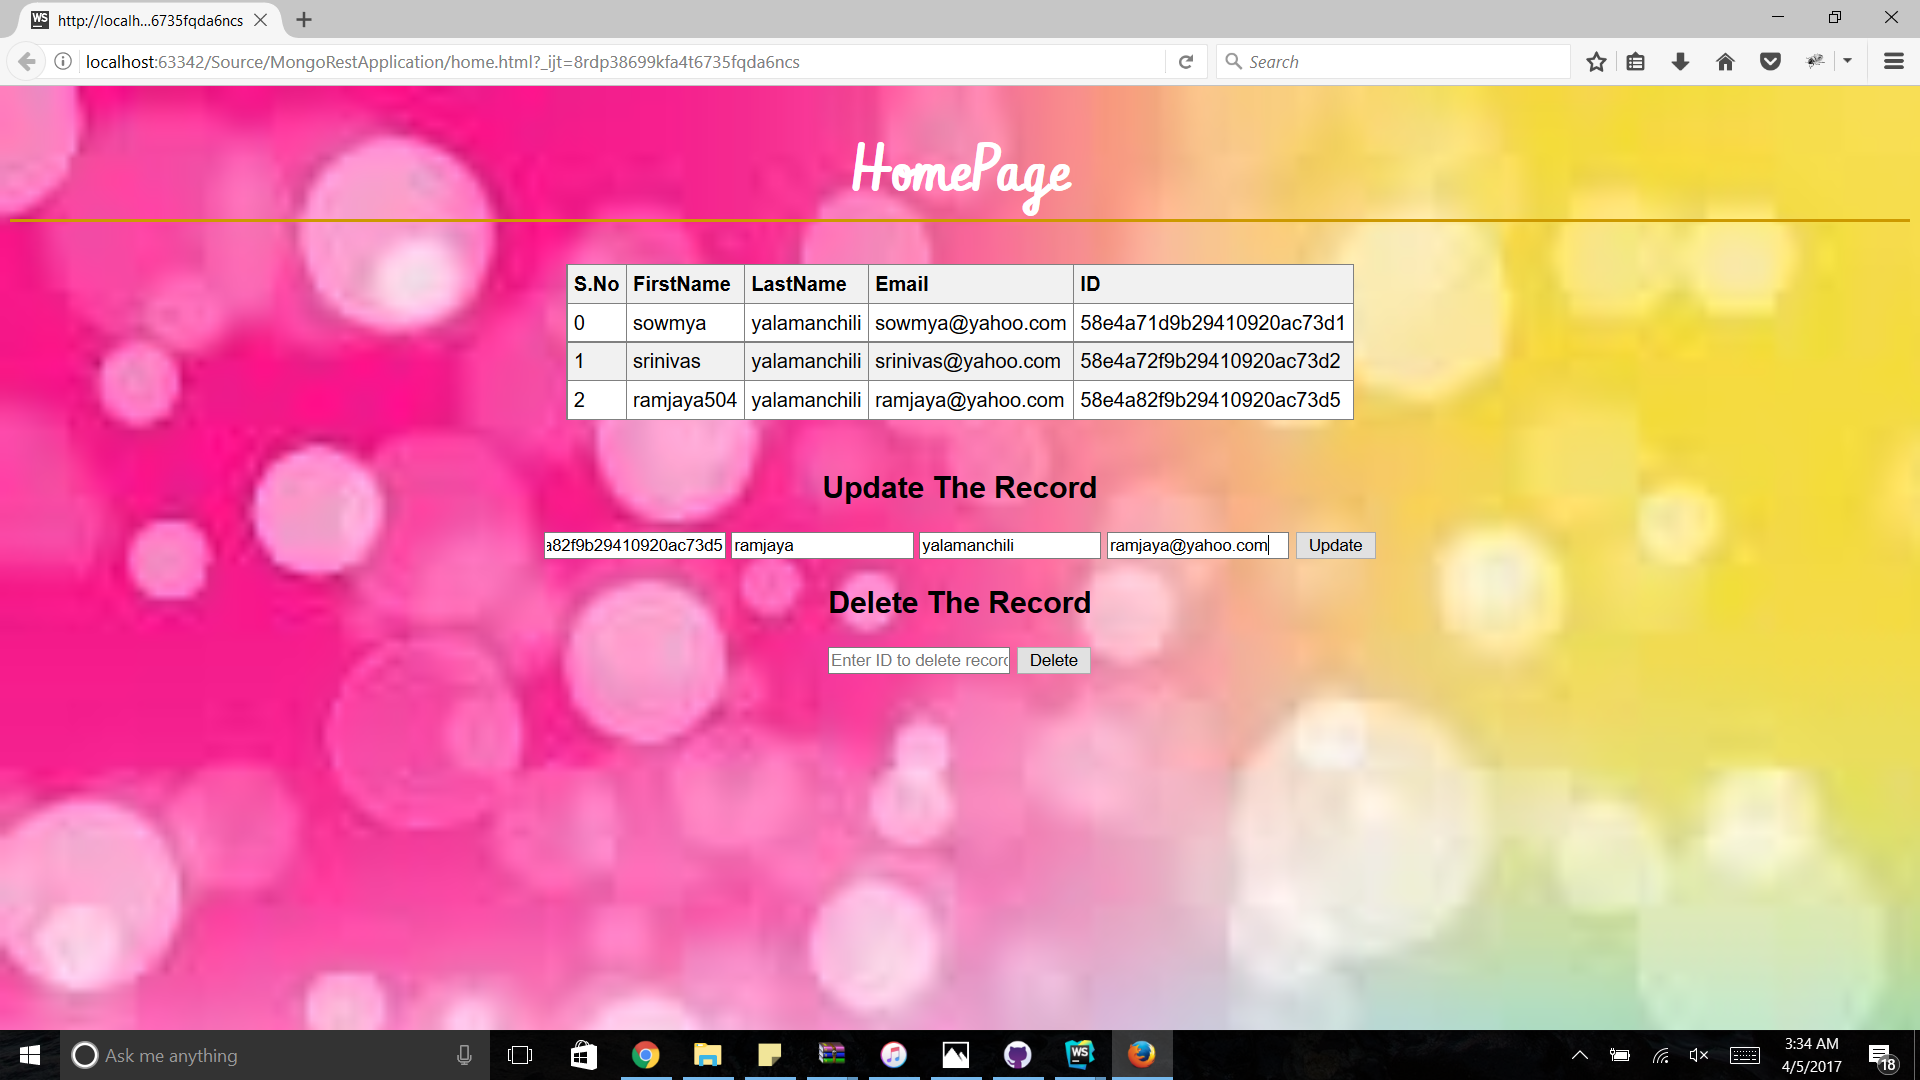 WS http://localh...6735fqda6ncs
localhost:63342/Source/MongoRestApplication/home.html?_ijt=8rdp38699kfa4t6735fqda6ncs Search
HomePage
S.No FirstName LastName Email ID
0 sowmya yalamanchili sowmya@yahoo.com 58e4a71d9b29410920ac73d1
1 srinivas yalamanchili srinivas@yahoo.com 58e4a72f9b29410920ac73d2
2 ramjaya504 yalamanchili ramjaya@yahoo.com 58e4a82f9b29410920ac73d5
Update The Record
a82f9b29410920ac73d5 ramjaya yalamanchili ramjaya@yahoo.com Update
Delete The Record
Enter ID to delete record Delete
Ask me anything WS 3:34 AM
4/5/2017 18